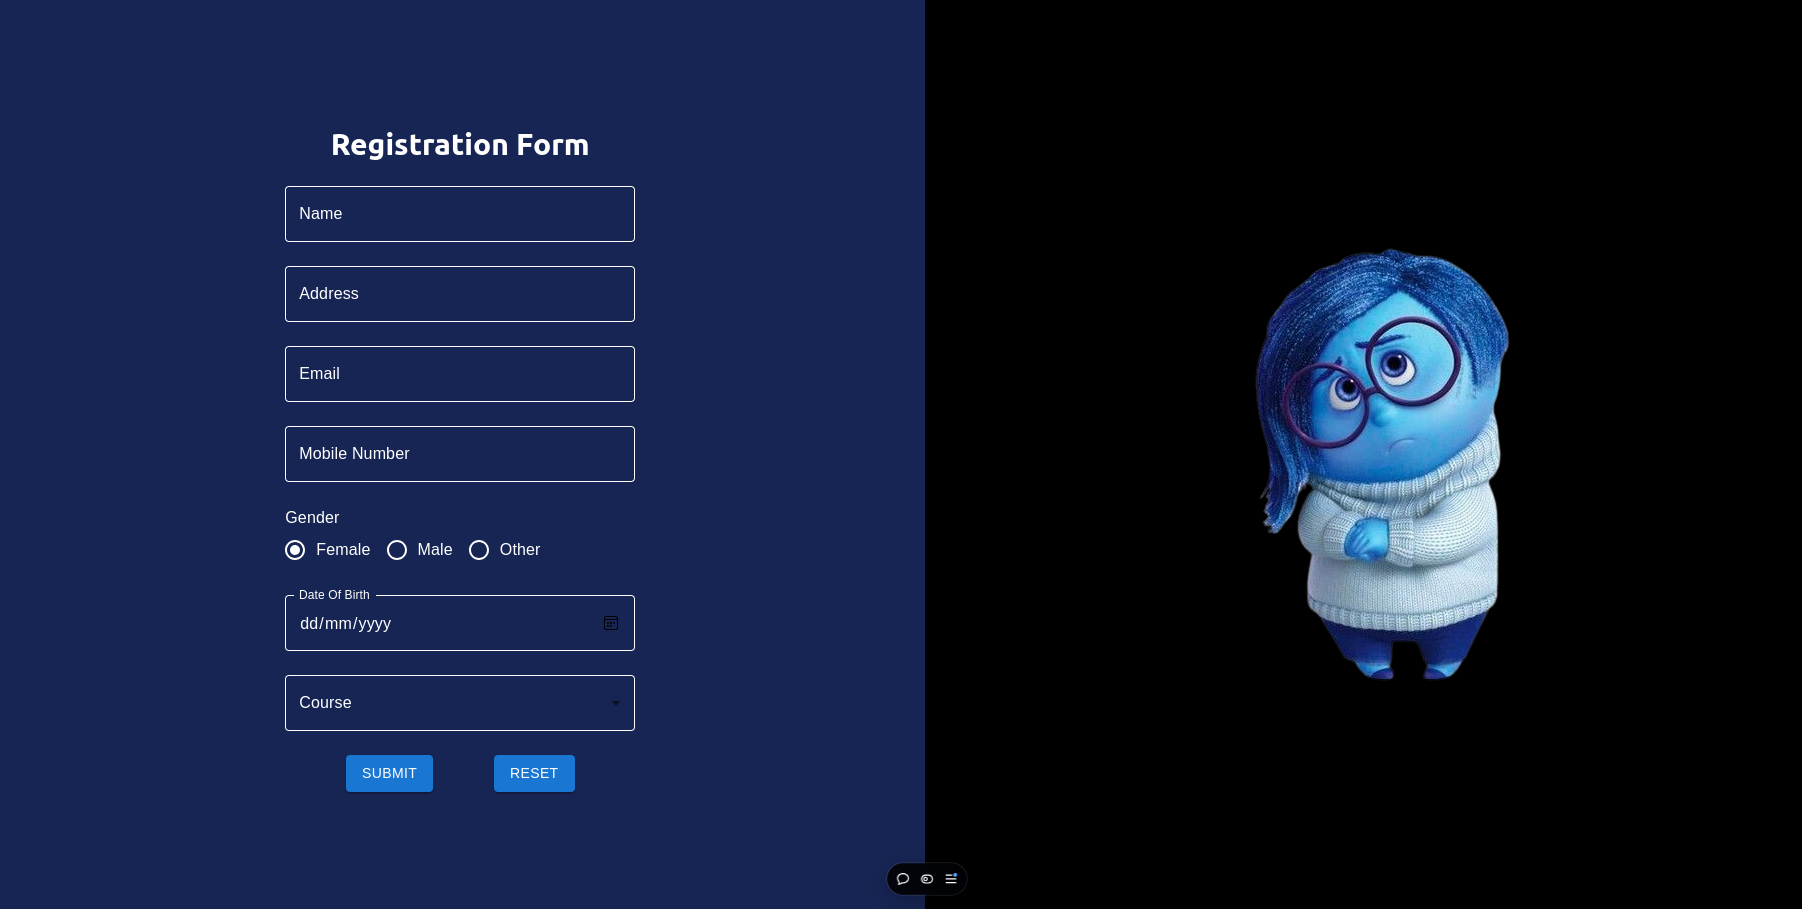 Registration Form
Name
Address
Email
Mobile Number
Gender
Female Male Other
Date Of Birth
dd/mm/yyyy
Course
SUBMIT RESET